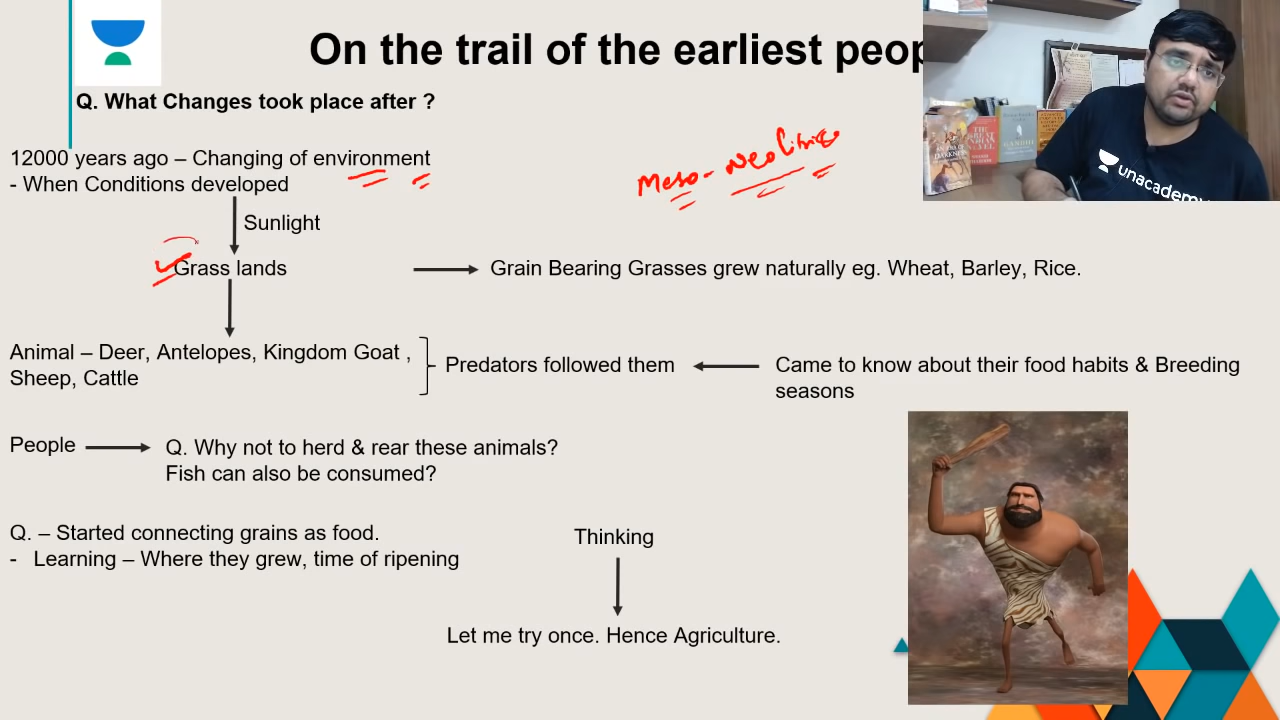 On the trail of the earliest peop
Q. What Changes took place after ?
12000 years ago – Changing of environment
- When Conditions developed
Meso-
unacademy
Sunlight
Grass lands
Grain Bearing Grasses grew naturally eg. Wheat, Barley, Rice.
Animal – Deer, Antelopes, Kingdom Goat ,
Sheep, Cattle
Predators followed them
Came to know about their food habits & Breeding
seasons
People
Q. Why not to herd & rear these animals?
Fish can also be consumed?
Q. – Started connecting grains as food.
- Learning – Where they grew, time of ripening
Thinking
Let me try once. Hence Agriculture.